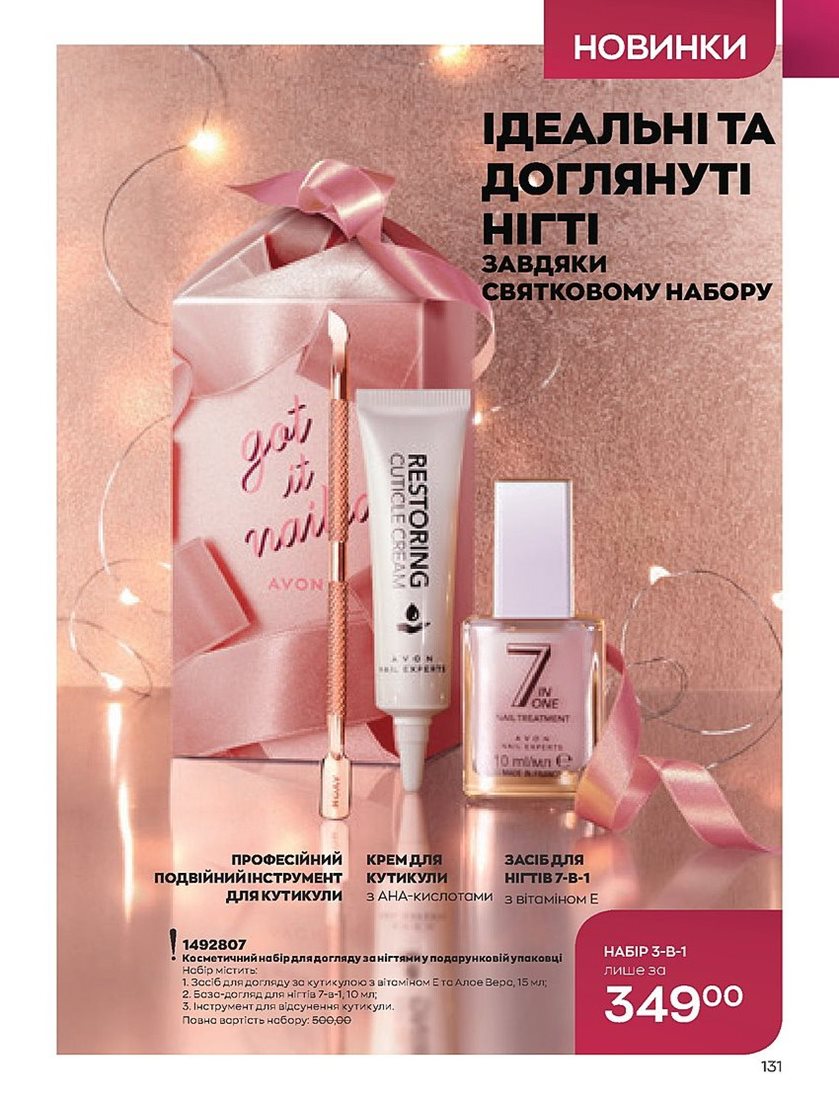 НОВИНКИ
ІДЕАЛЬНІ ТА
ДОГЛЯНУТІ
НІГТІ
ЗАВДЯКИ
СВЯТКОВОМУ НАБОРУ
got
it
AVON
RESTORING
CUTICLE CREAM
AVON
NAIL EXPERTS
7
IN
ONE
NAIL TREATMENT
AVON
NAIL EXPERTS
10 ml/мл e
MADE IN FRANCE
ПРОФЕСІЙНИЙ
ПОДВІЙНИЙ ІНСТРУМЕНТ
ДЛЯ КУТИКУЛИ
КРЕМ ДЛЯ
КУТИКУЛИ
з АНА-кислотами
ЗАСІБ ДЛЯ
НІГТІВ 7-В-1
з вітаміном Е
! 1492807
Косметичний набір для догляду за нігтями у подарунковій упаковці
Набір містить:
1. Засіб для догляду за кутикулою з вітаміном Е та Алое Вера, 15 мл;
2. База-догляд для нігтів 7-в-1, 10 мл;
3. Інструмент для відсунення кутикули.
Повна вартість набору: 500,00
НАБІР 3-В-1
лише за
349⁰⁰
131